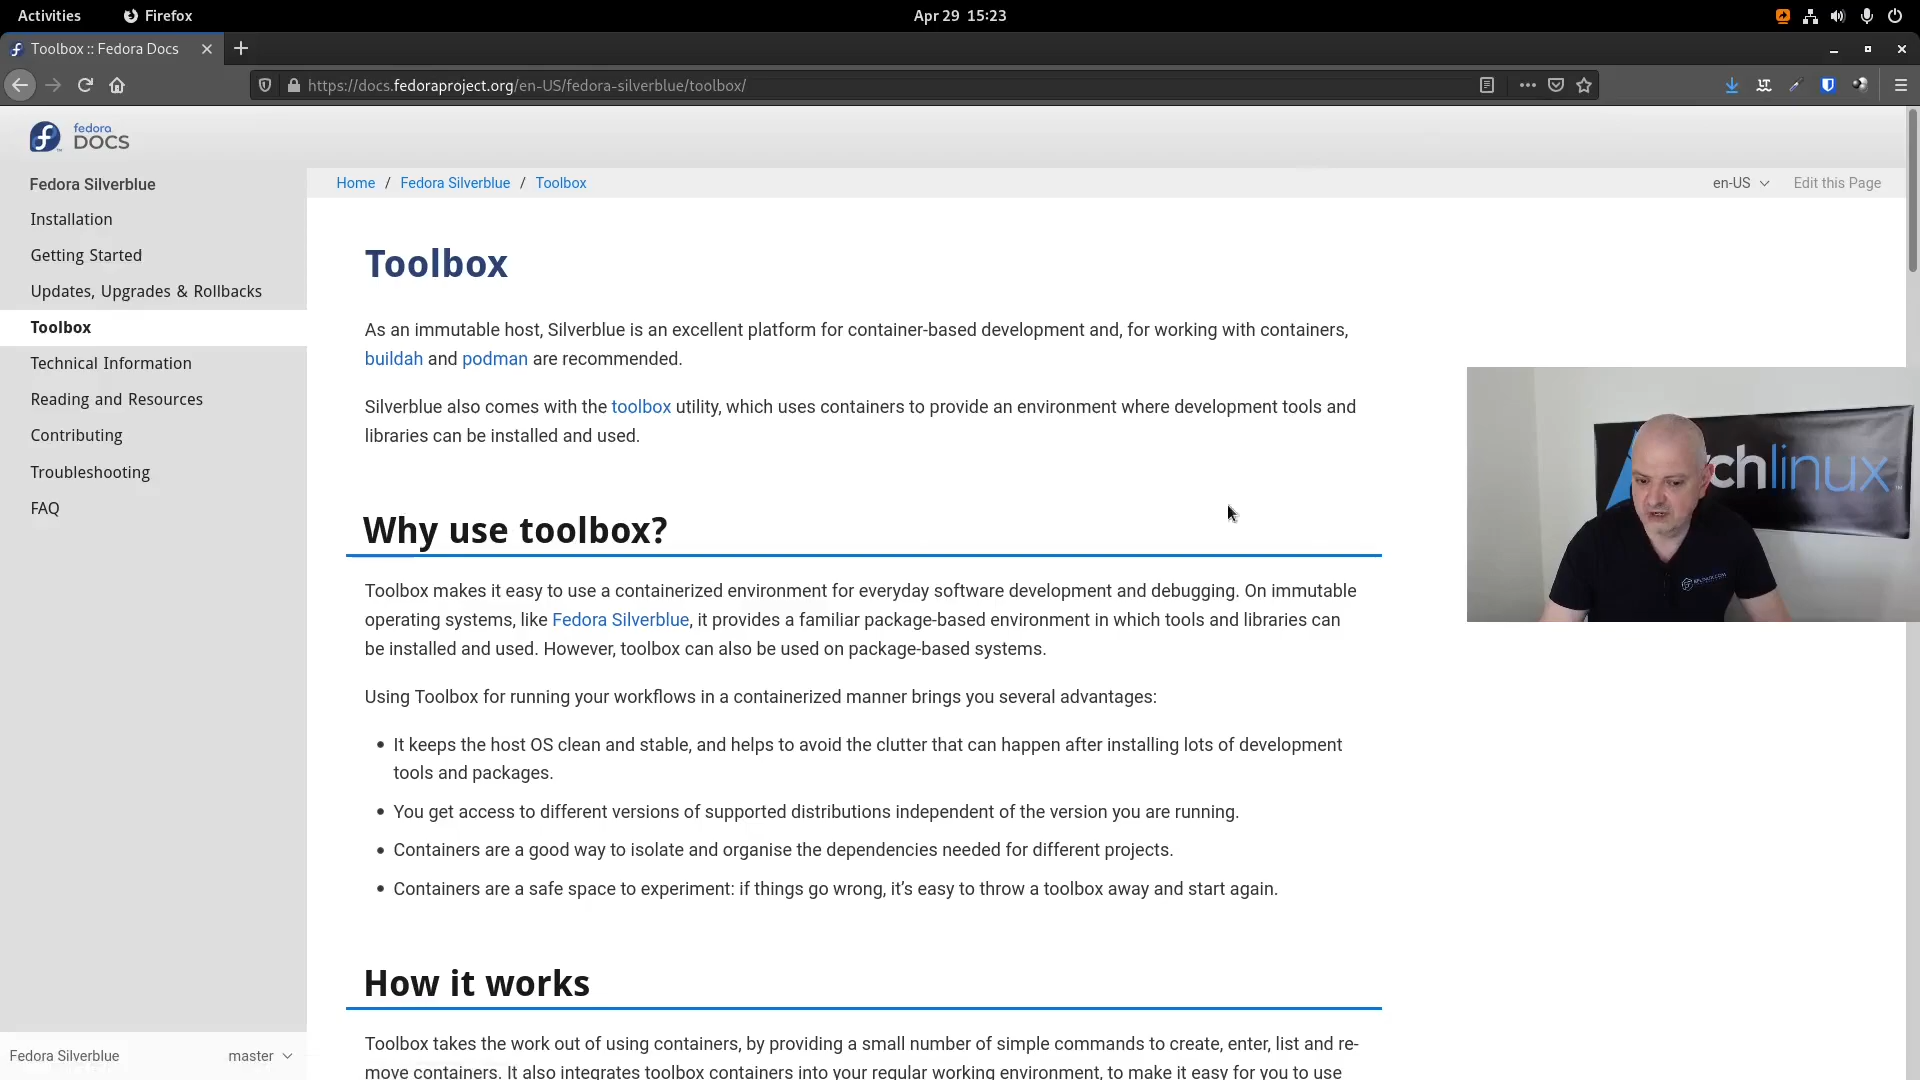 Activities
Firefox
Apr 29 15:23
Toolbox :: Fedora Docs
https://docs.fedoraproject.org/en-US/fedora-silverblue/toolbox/
fedora
DOCS
Fedora Silverblue
Installation
Getting Started
Updates, Upgrades & Rollbacks
Toolbox
Technical Information
Reading and Resources
Contributing
Troubleshooting
FAQ
Fedora Silverblue
master
Home / Fedora Silverblue / Toolbox
en-US
Edit this Page
Toolbox
As an immutable host, Silverblue is an excellent platform for container-based development and, for working with containers,
buildah and podman are recommended.
Silverblue also comes with the toolbox utility, which uses containers to provide an environment where development tools and
libraries can be installed and used.
Why use toolbox?
Toolbox makes it easy to use a containerized environment for everyday software development and debugging. On immutable
operating systems, like Fedora Silverblue, it provides a familiar package-based environment in which tools and libraries can
be installed and used. However, toolbox can also be used on package-based systems.
Using Toolbox for running your workflows in a containerized manner brings you several advantages:
• It keeps the host OS clean and stable, and helps to avoid the clutter that can happen after installing lots of development
tools and packages.
• You get access to different versions of supported distributions independent of the version you are running.
• Containers are a good way to isolate and organise the dependencies needed for different projects.
• Containers are a safe space to experiment: if things go wrong, it’s easy to throw a toolbox away and start again.
How it works
Toolbox takes the work out of using containers, by providing a small number of simple commands to create, enter, list and re-
move containers. It also integrates toolbox containers into your regular working environment, to make it easy for you to use
chlinux